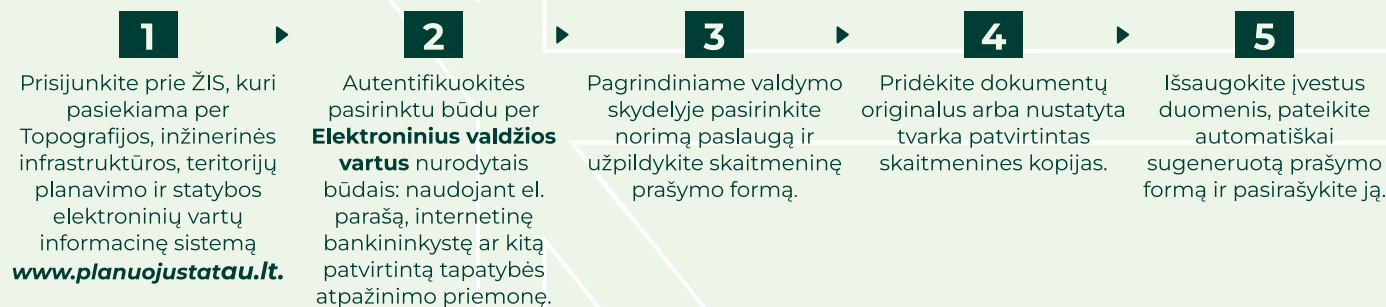 1
Prisijunkite prie ŽIS, kuri
pasiekiama per
Topografijos, inžinerinės
infrastruktūros, teritorijų
planavimo ir statybos
elektroninių vartų
informacinę sistemą
www.planuojustatau.lt.
2
Autentifikuokitės
pasirinktu būdu per
Elektroninius valdžios
vartus nurodytais
būdais: naudojant el.
parašą, internetinę
bankininkystę ar kitą
patvirtintą tapatybės
atpažinimo priemonę.
3
Pagrindiniame valdymo
skydelyje pasirinkite
norimą paslaugą ir
užpildykite skaitmeninę
prašymo formą.
4
Pridėkite dokumentų
originalus arba nustatyta
tvarka patvirtintas
skaitmenines kopijas.
5
Išsaugokite įvestus
duomenis, pateikite
automatiškai
sugeneruotą prašymo
formą ir pasirašykite ją.